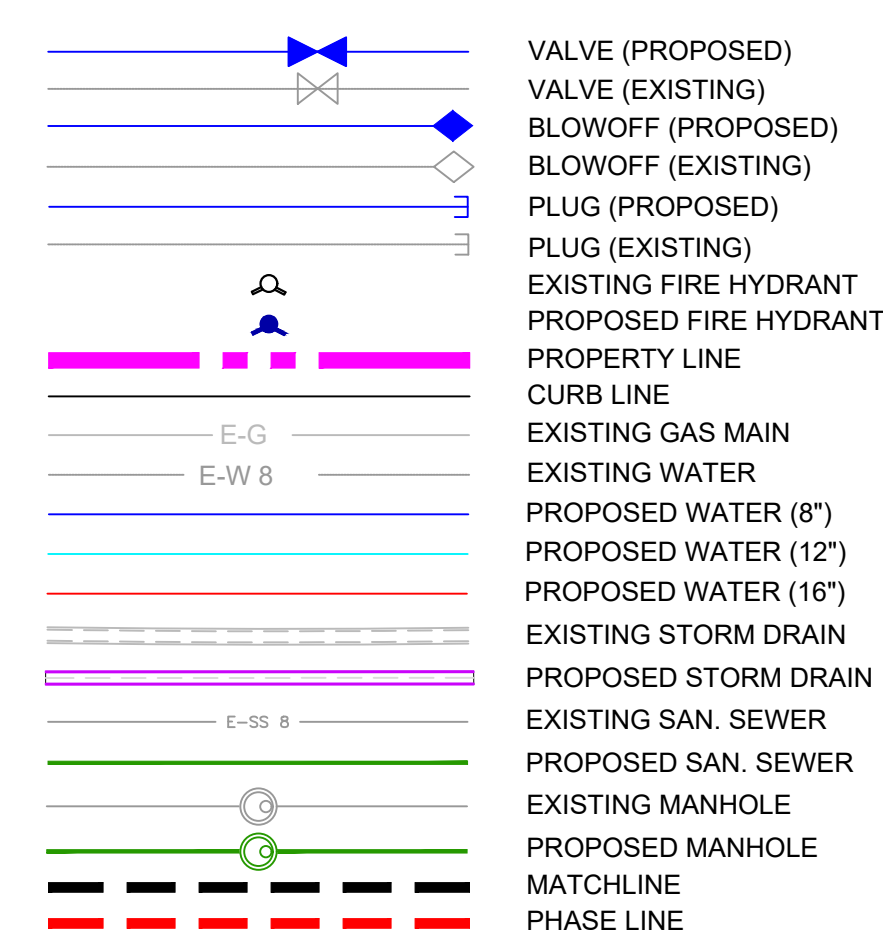 VALVE (PROPOSED)
VALVE (EXISTING)
BLOWOFF (PROPOSED)
BLOWOFF (EXISTING)
PLUG (PROPOSED)
PLUG (EXISTING)
EXISTING FIRE HYDRANT
PROPOSED FIRE HYDRANT
PROPERTY LINE
CURB LINE
E-G EXISTING GAS MAIN
E-W 8 EXISTING WATER
PROPOSED WATER (8")
PROPOSED WATER (12")
PROPOSED WATER (16")
EXISTING STORM DRAIN
PROPOSED STORM DRAIN
E-SS 8 EXISTING SAN. SEWER
PROPOSED SAN. SEWER
EXISTING MANHOLE
PROPOSED MANHOLE
MATCHLINE
PHASE LINE